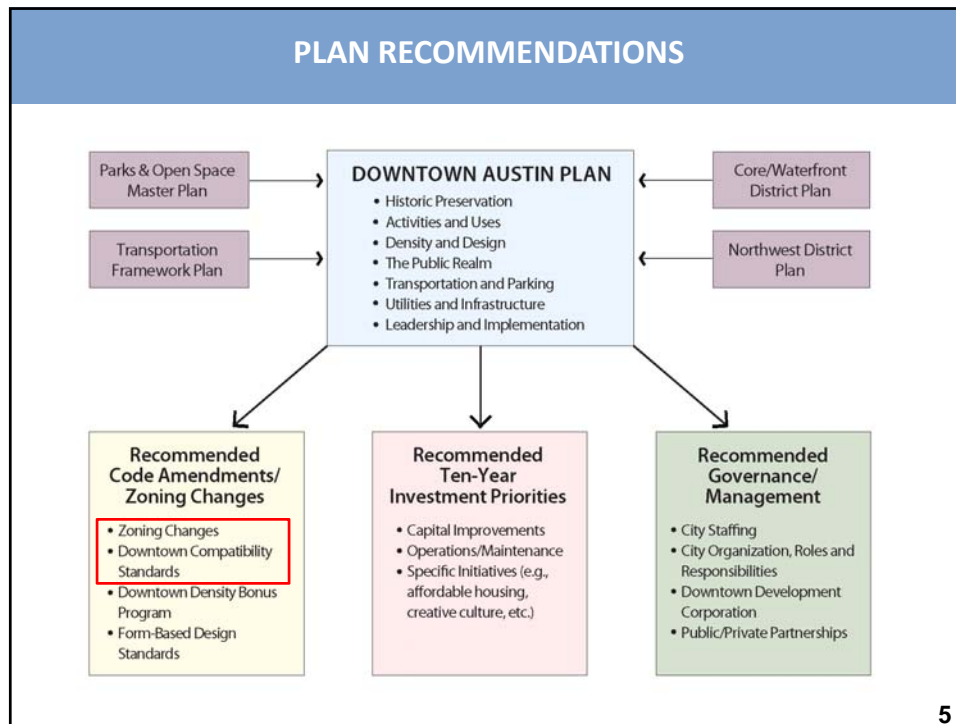 PLAN RECOMMENDATIONS
Parks & Open Space
Master Plan
Transportation
Framework Plan
DOWNTOWN AUSTIN PLAN
• Historic Preservation
• Activities and Uses
• Density and Design
• The Public Realm
• Transportation and Parking
• Utilities and Infrastructure
• Leadership and Implementation
Core/Waterfront
District Plan
Northwest District
Plan
Recommended
Code Amendments/
Zoning Changes
• Zoning Changes
• Downtown Compatibility
Standards
• Downtown Density Bonus
Program
• Form-Based Design
Standards
Recommended
Ten-Year
Investment Priorities
• Capital Improvements
• Operations/Maintenance
• Specific Initiatives (e.g.,
affordable housing,
creative culture, etc.)
Recommended
Governance/
Management
• City Staffing
• City Organization, Roles and
Responsibilities
• Downtown Development
Corporation
• Public/Private Partnerships
5